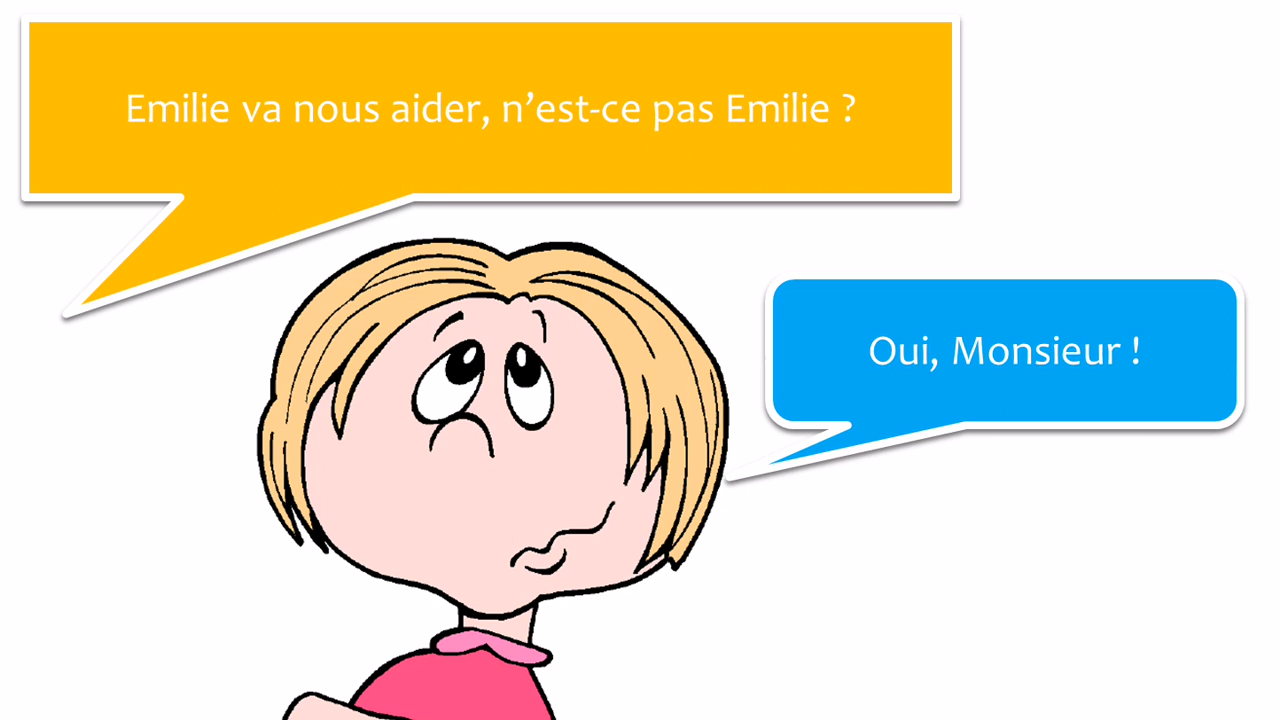 Emilie va nous aider, n’est-ce pas Emilie ?
Oui, Monsieur !